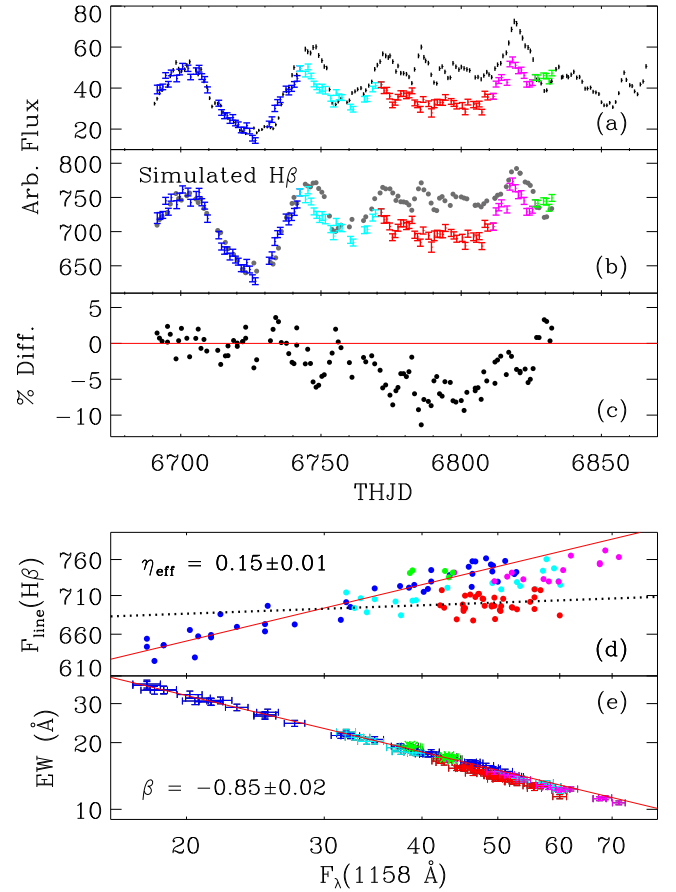 80
60
40
20
(a)
Arb. Flux
800
750
700
650
Simulated Hβ
(b)
5
0
−5
−10
% Diff.
(c)
6700 6750 6800 6850
THJD
760
710
660
610
F_line(Hβ)
η_eff = 0.15±0.01
(d)
30
20
10
EW (Å)
(e)
β = −0.85±0.02
20 30 40 50 60 70
F_λ(1158 Å)